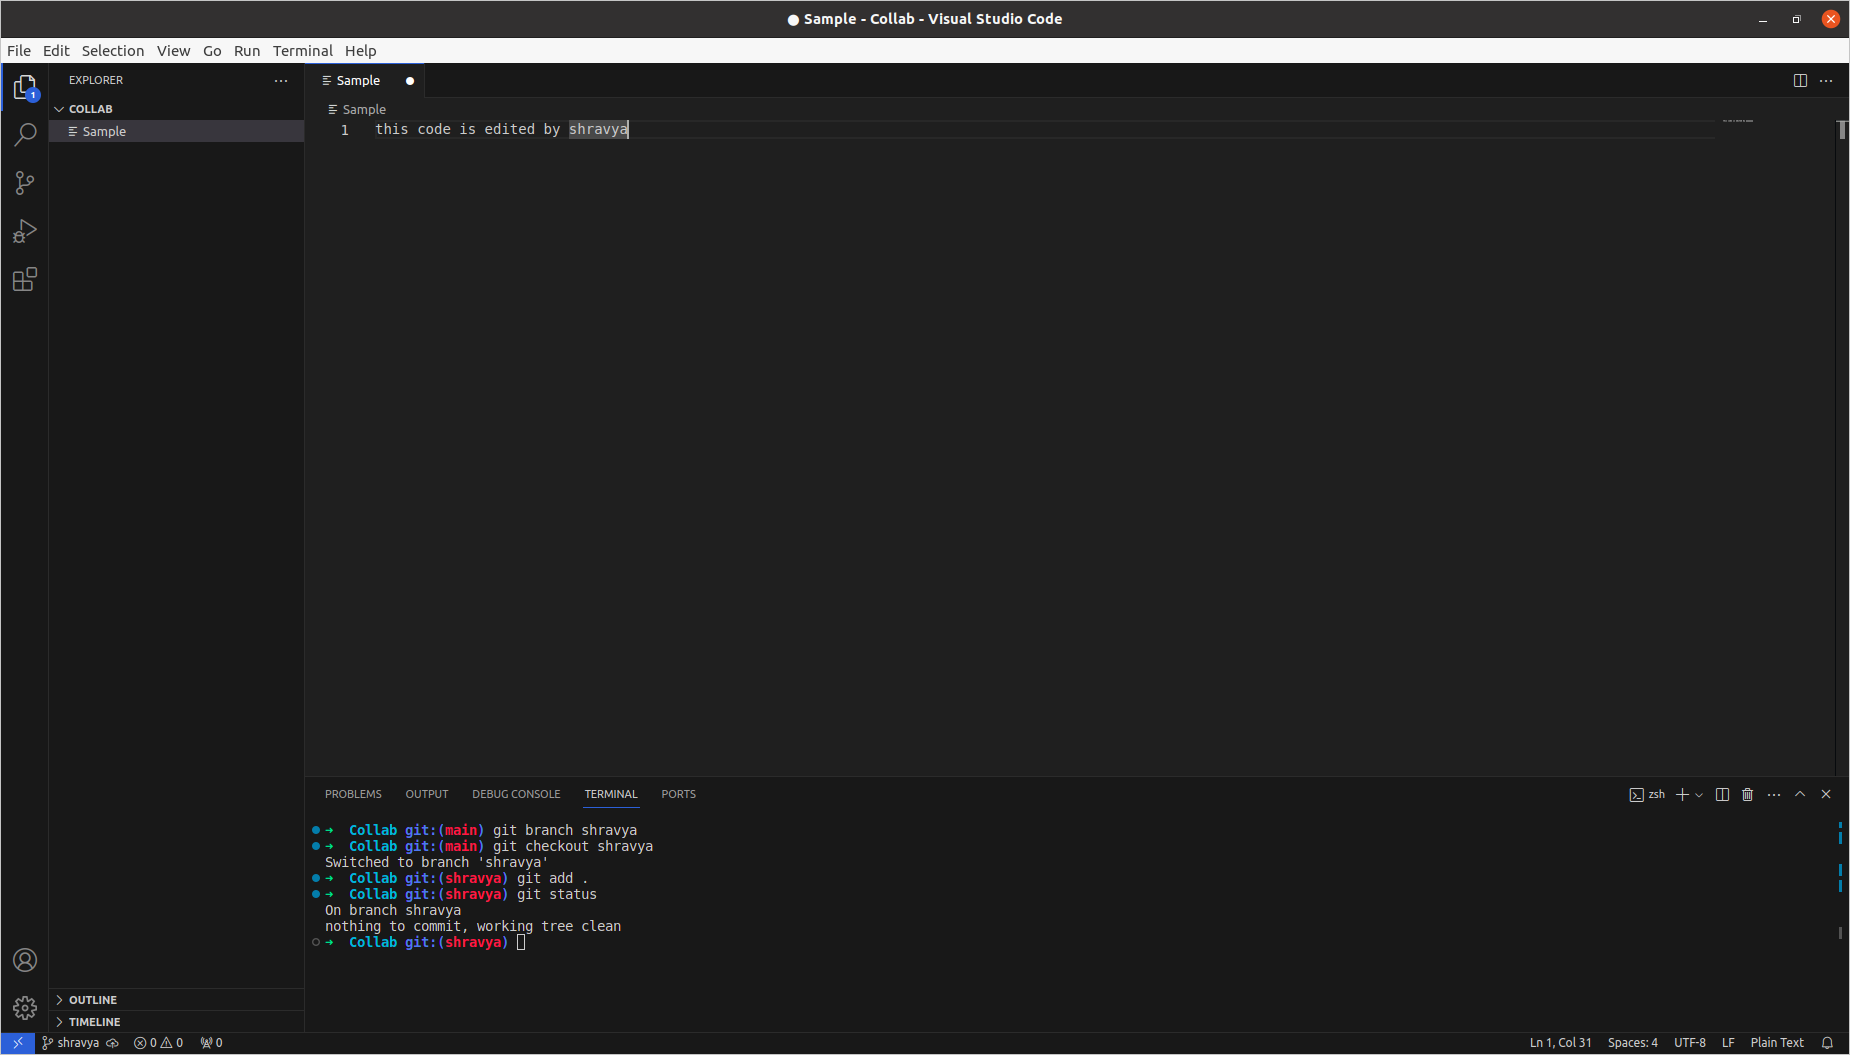 ● Sample - Collab - Visual Studio Code
File Edit Selection View Go Run Terminal Help
EXPLORER
1
COLLAB
Sample
Sample
Sample
1 this code is edited by shravya
PROBLEMS OUTPUT DEBUG CONSOLE TERMINAL PORTS
zsh
➜ Collab git:(main) git branch shravya
➜ Collab git:(main) git checkout shravya
Switched to branch 'shravya'
➜ Collab git:(shravya) git add .
➜ Collab git:(shravya) git status
On branch shravya
nothing to commit, working tree clean
➜ Collab git:(shravya)
OUTLINE
TIMELINE
shravya 0 0 0 Ln 1, Col 31 Spaces: 4 UTF-8 LF Plain Text